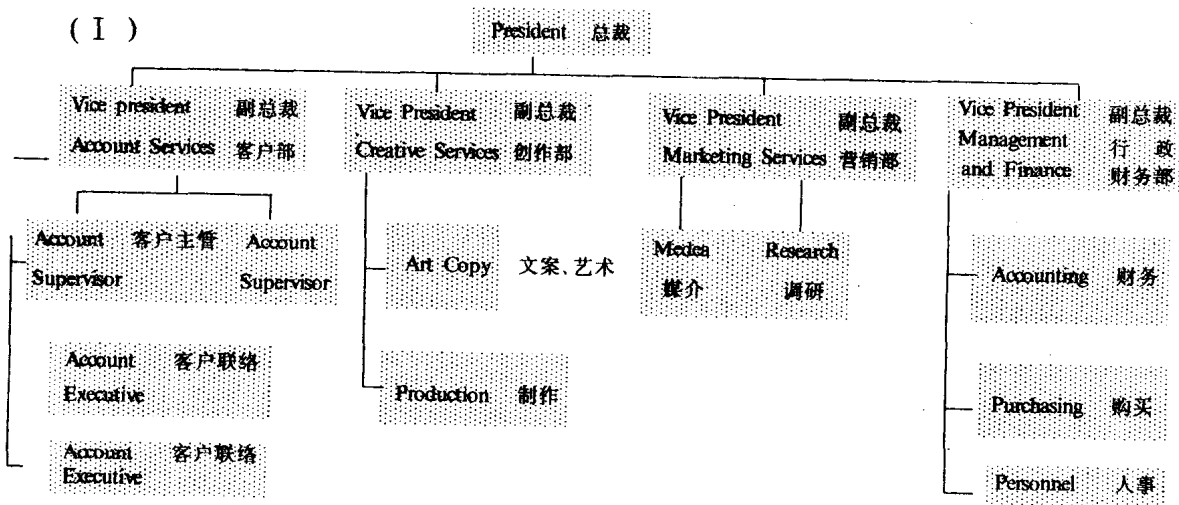 ( I )
President 总裁
Vice president 副总裁
Account Services 客户部
Vice President 副总裁
Creative Services 创作部
Vice President 副总裁
Marketing Services 营销部
Vice President 副总裁
Management 行 政
and Finance 财务部
Account 客户主管 Account
Supervisor Supervisor
Account 客户联络
Executive
Account 客户联络
Executive
Art Copy 文案、艺术
Production 制作
Medea Research
媒介 调研
Accounting 财务
Purchasing 购买
Personnel 人事